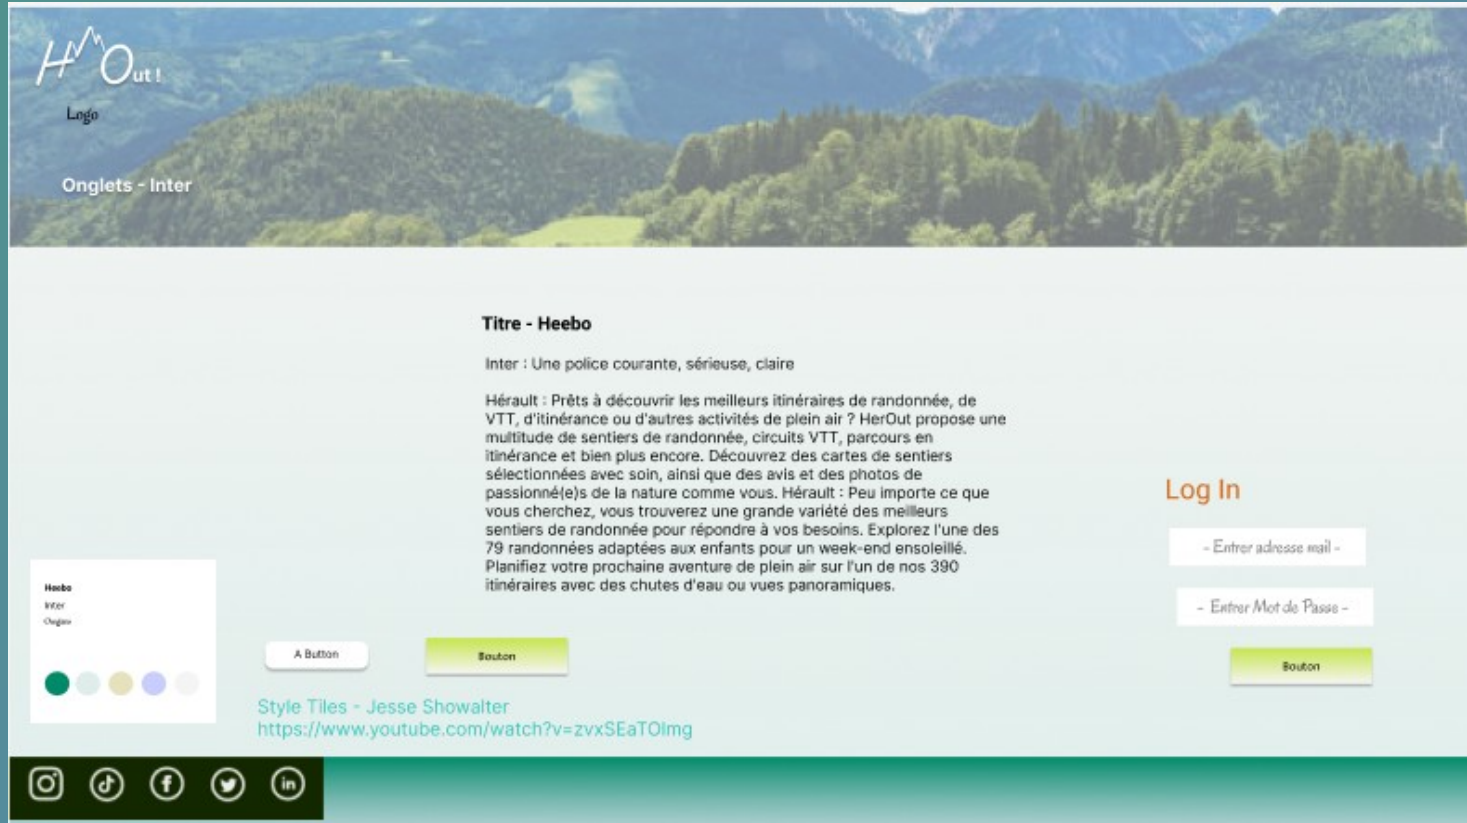 HerOut !
Logo
Onglets - Inter
Titre - Heebo
Inter : Une police courante, sérieuse, claire
Hérault : Prêts à découvrir les meilleurs itinéraires de randonnée, de
VTT, d'itinérance ou d'autres activités de plein air ? HerOut propose une
multitude de sentiers de randonnée, circuits VTT, parcours en
itinérance et bien plus encore. Découvrez des cartes de sentiers
sélectionnées avec soin, ainsi que des avis et des photos de
passionné(e)s de la nature comme vous. Hérault : Peu importe ce que
vous cherchez, vous trouverez une grande variété des meilleurs
sentiers de randonnée pour répondre à vos besoins. Explorez l'une des
79 randonnées adaptées aux enfants pour un week-end ensoleillé.
Planifiez votre prochaine aventure de plein air sur l'un de nos 390
itinéraires avec des chutes d'eau ou vues panoramiques.
Log In
- Entrer adresse mail -
- Entrer Mot de Passe -
Bouton
Heebo
Inter
A Button
Bouton
Style Tiles - Jesse Showalter
https://www.youtube.com/watch?v=zvxSEaTOlmg